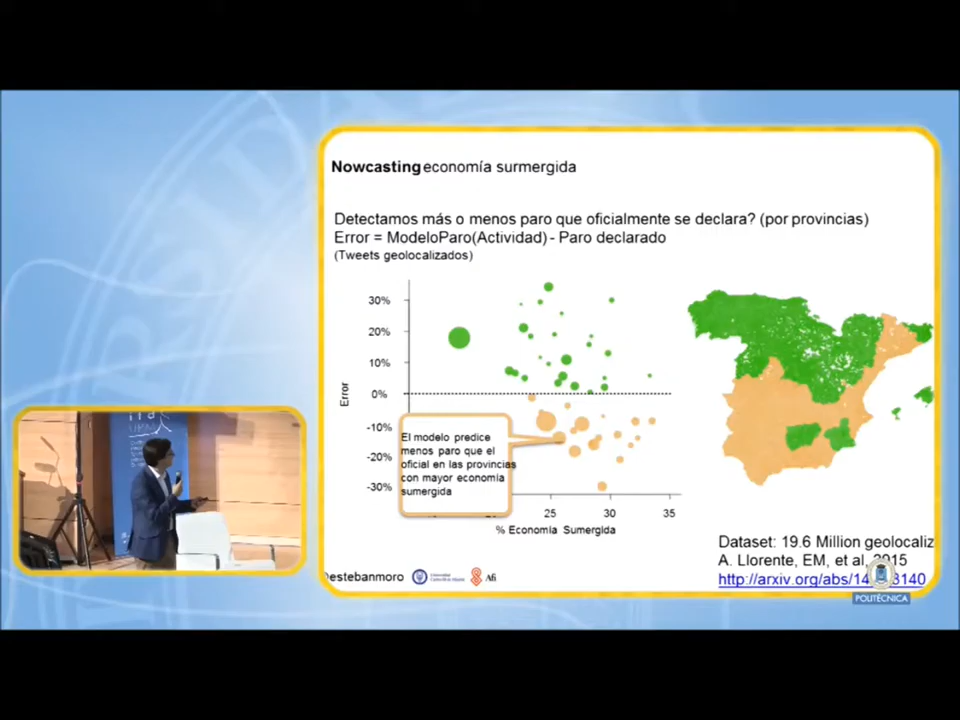 Nowcasting economía surmergida
Detectamos más o menos paro que oficialmente se declara? (por provincias)
Error = ModeloParo(Actividad) - Paro declarado
(Tweets geolocalizados)
30%
20%
10%
0%
-10%
-20%
-30%
Error
El modelo predice
menos paro que el
oficial en las provincias
con mayor economía
sumergida
25
30
35
% Economía Sumergida
Dataset: 19.6 Million geolocaliz
A. Llorente, EM, et al, 2015
http://arxiv.org/abs/14 3140
estebanmoro
Afi
POLITÉCNICA